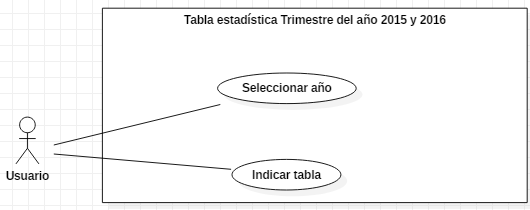 Tabla estadística Trimestre del año 2015 y 2016
Seleccionar año
Usuario
Indicar tabla